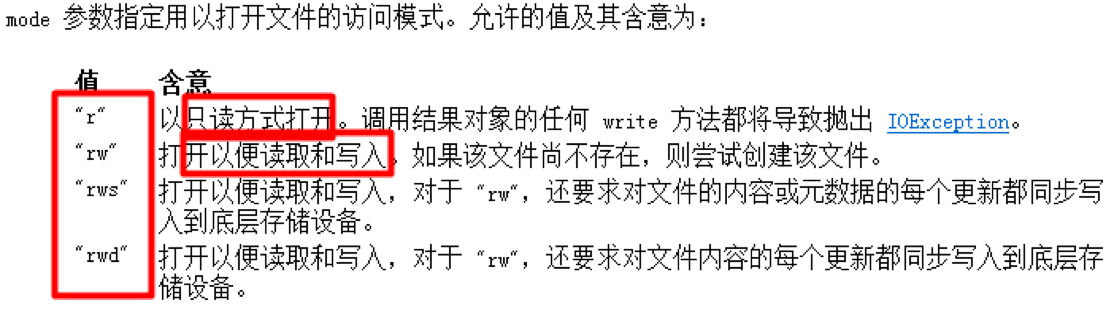 mode 参数指定用以打开文件的访问模式。允许的值及其含意为：
值 含意
"r" 以只读方式打开。调用结果对象的任何 write 方法都将导致抛出 IOException。
"rw" 打开以便读取和写入。如果该文件尚不存在，则尝试创建该文件。
"rws" 打开以便读取和写入，对于 "rw"，还要求对文件的内容或元数据的每个更新都同步写
入到底层存储设备。
"rwd" 打开以便读取和写入，对于 "rw"，还要求对文件内容的每个更新都同步写入到底层存
储设备。